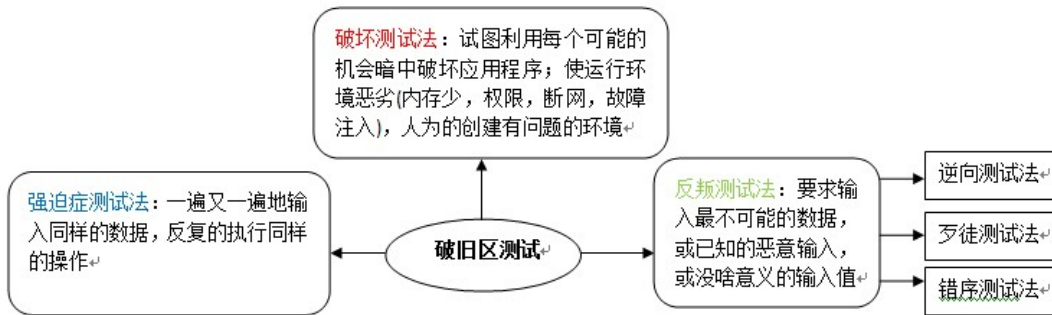 破坏测试法：试图利用每个可能的
机会暗中破坏应用程序；使运行环
境恶劣(内存少，权限，断网，故障
注入)，人为的创建有问题的环境
强迫症测试法：一遍又一遍地输
入同样的数据，反复的执行同样
的操作
破旧区测试
反叛测试法：要求输
入最不可能的数据，
或已知的恶意输入，
或没啥意义的输入值
逆向测试法
歹徒测试法
错序测试法